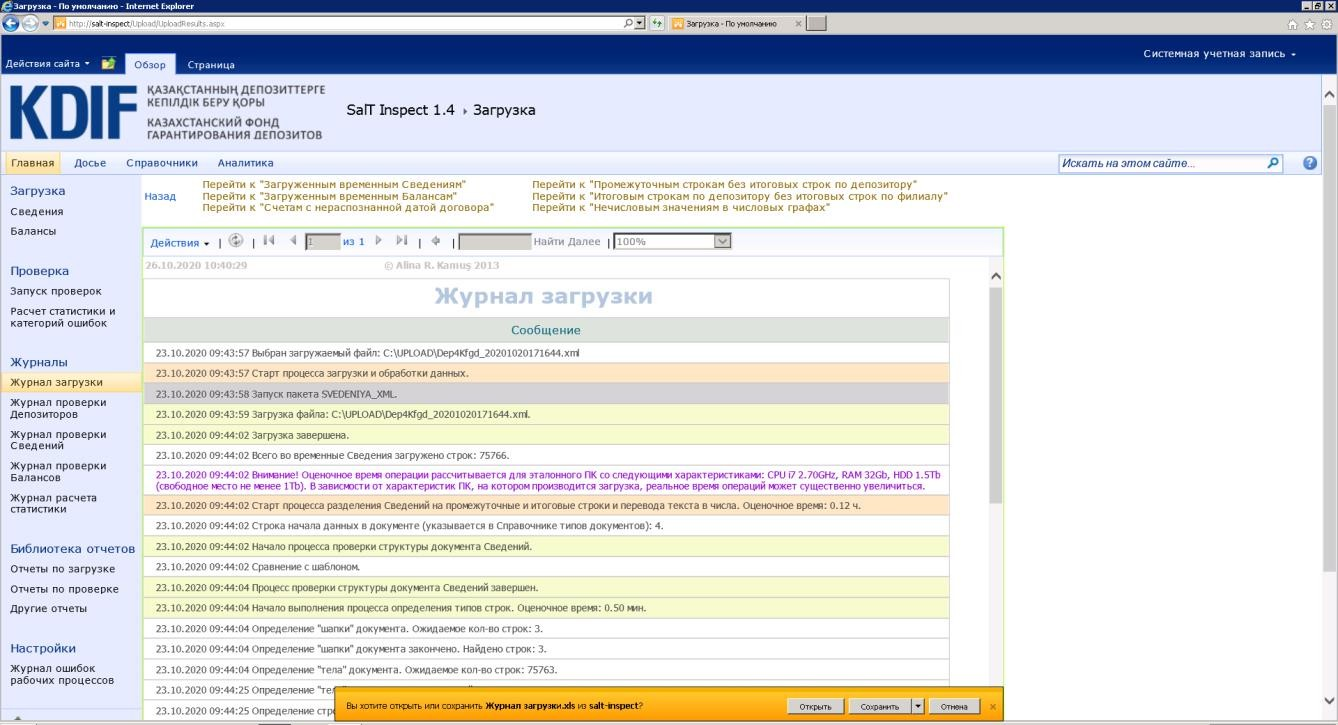 Загрузка - По умолчанию - Internet Explorer
http://salt-inspect/Upload/UploadResults.aspx
Загрузка - По умолчанию
Системная учетная запись
Действия сайта
Обзор
Страница
KDIF
ҚАЗАҚСТАННЫҢ ДЕПОЗИТТЕРГЕ
КЕПІЛДІК БЕРУ ҚОРЫ
КАЗАХСТАНСКИЙ ФОНД
ГАРАНТИРОВАНИЯ ДЕПОЗИТОВ
SalT Inspect 1.4 › Загрузка
Главная Досье Справочники Аналитика
Искать на этом сайте...
Загрузка
Сведения
Балансы
Проверка
Запуск проверок
Расчет статистики и
категорий ошибок
Журналы
Журнал загрузки
Журнал проверки
Депозиторов
Журнал проверки
Сведений
Журнал проверки
Балансов
Журнал расчета
статистики
Библиотека отчетов
Отчеты по загрузке
Отчеты по проверке
Другие отчеты
Настройки
Журнал ошибок
рабочих процессов
Назад
Перейти к "Загруженным временным Сведениям"
Перейти к "Загруженным временным Балансам"
Перейти к "Счетам с нераспознанной датой договора"
Перейти к "Промежуточным строкам без итоговых строк по депозитору"
Перейти к "Итоговым строкам по депозитору без итоговых строк по филиалу"
Перейти к "Нечисловым значениям в числовых графах"
Действия | | 1 из 1 | | Найти Далее | 100%
26.10.2020 10:40:29 © Alina R. Kamuş 2013
Журнал загрузки
Сообщение
23.10.2020 09:43:57 Выбран загружаемый файл: C:\UPLOAD\Dep4Kfgd_20201020171644.xml
23.10.2020 09:43:57 Старт процесса загрузки и обработки данных.
23.10.2020 09:43:58 Запуск пакета SVEDENIYA_XML.
23.10.2020 09:43:59 Загрузка файла: C:\UPLOAD\Dep4Kfgd_20201020171644.xml.
23.10.2020 09:44:02 Загрузка завершена.
23.10.2020 09:44:02 Всего во временные Сведения загружено строк: 75766.
23.10.2020 09:44:02 Внимание! Оценочное время операции рассчитывается для эталонного ПК со следующими характеристиками: CPU i7 2.70GHz, RAM 32Gb, HDD 1.5Tb
(свободное место не менее 1Tb). В зависмости от характеристик ПК, на котором производится загрузка, реальное время операций может существенно увеличиться.
23.10.2020 09:44:02 Старт процесса разделения Сведений на промежуточные и итоговые строки и перевода текста в числа. Оценочное время: 0.12 ч.
23.10.2020 09:44:02 Строка начала данных в документе (указывается в Справочнике типов документов): 4.
23.10.2020 09:44:02 Начало процесса проверки структуры документа Сведений.
23.10.2020 09:44:02 Сравнение с шаблоном.
23.10.2020 09:44:04 Процесс проверки структуры документа Сведений завершен.
23.10.2020 09:44:04 Начало выполнения процесса определения типов строк. Оценочное время: 0.50 мин.
23.10.2020 09:44:04 Определение "шапки" документа. Ожидаемое кол-во строк: 3.
23.10.2020 09:44:04 Определение "шапки" документа закончено. Найдено строк: 3.
23.10.2020 09:44:04 Определение "тела" документа. Ожидаемое кол-во строк: 75763.
23.10.2020 09:44:25 Определение "те
23.10.2020 09:44:25 Определение стро
Вы хотите открыть или сохранить Журнал загрузки.xls из salt-inspect?
Открыть Сохранить Отмена ×